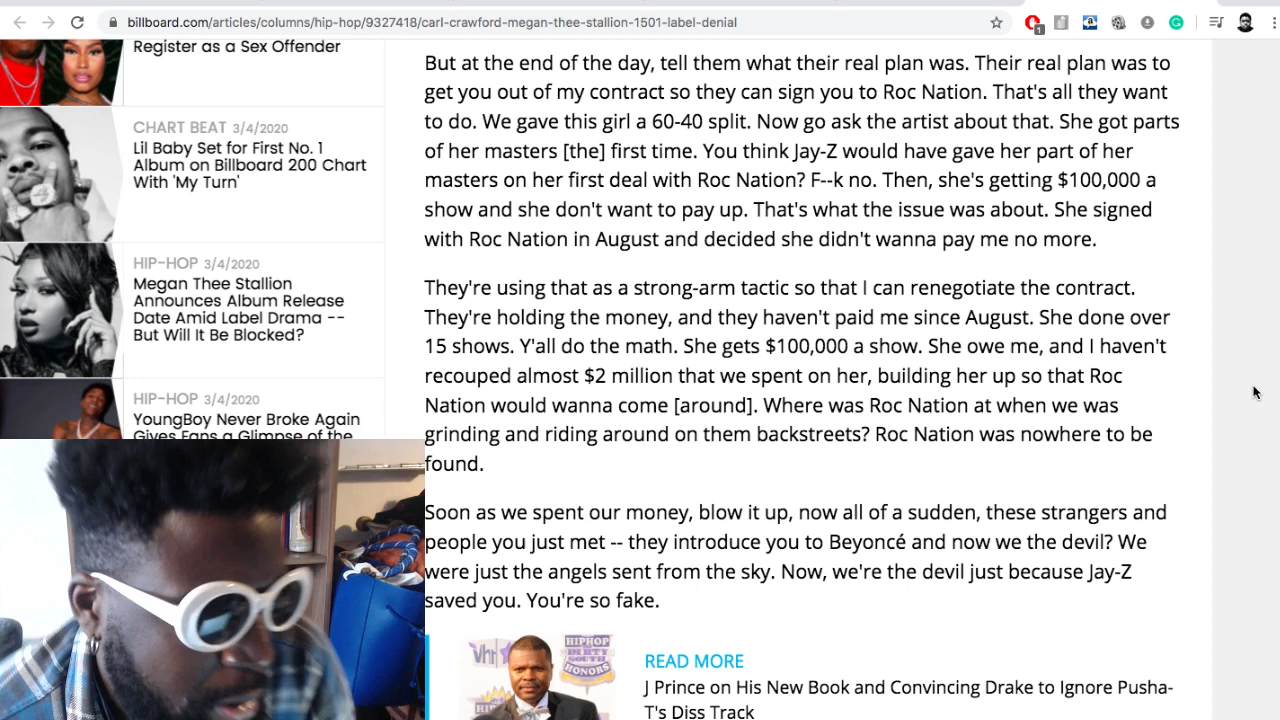 billboard.com/articles/columns/hip-hop/9327418/carl-crawford-megan-thee-stallion-1501-label-denial
1
Register as a Sex Offender
CHART BEAT 3/4/2020
Lil Baby Set for First No. 1
Album on Billboard 200 Chart
With 'My Turn'
HIP-HOP 3/4/2020
Megan Thee Stallion
Announces Album Release
Date Amid Label Drama --
But Will It Be Blocked?
HIP-HOP 3/4/2020
YoungBoy Never Broke Again
Gives Fans a Glimpse of the
But at the end of the day, tell them what their real plan was. Their real plan was to
get you out of my contract so they can sign you to Roc Nation. That's all they want
to do. We gave this girl a 60-40 split. Now go ask the artist about that. She got parts
of her masters [the] first time. You think Jay-Z would have gave her part of her
masters on her first deal with Roc Nation? F--k no. Then, she's getting $100,000 a
show and she don't want to pay up. That's what the issue was about. She signed
with Roc Nation in August and decided she didn't wanna pay me no more.
They're using that as a strong-arm tactic so that I can renegotiate the contract.
They're holding the money, and they haven't paid me since August. She done over
15 shows. Y'all do the math. She gets $100,000 a show. She owe me, and I haven't
recouped almost $2 million that we spent on her, building her up so that Roc
Nation would wanna come [around]. Where was Roc Nation at when we was
grinding and riding around on them backstreets? Roc Nation was nowhere to be
found.
Soon as we spent our money, blow it up, now all of a sudden, these strangers and
people you just met -- they introduce you to Beyoncé and now we the devil? We
were just the angels sent from the sky. Now, we're the devil just because Jay-Z
saved you. You're so fake.
VH1
HIPHOP
DIRTY
SOUTH
HONORS
READ MORE
J Prince on His New Book and Convincing Drake to Ignore Pusha-
T's Diss Track